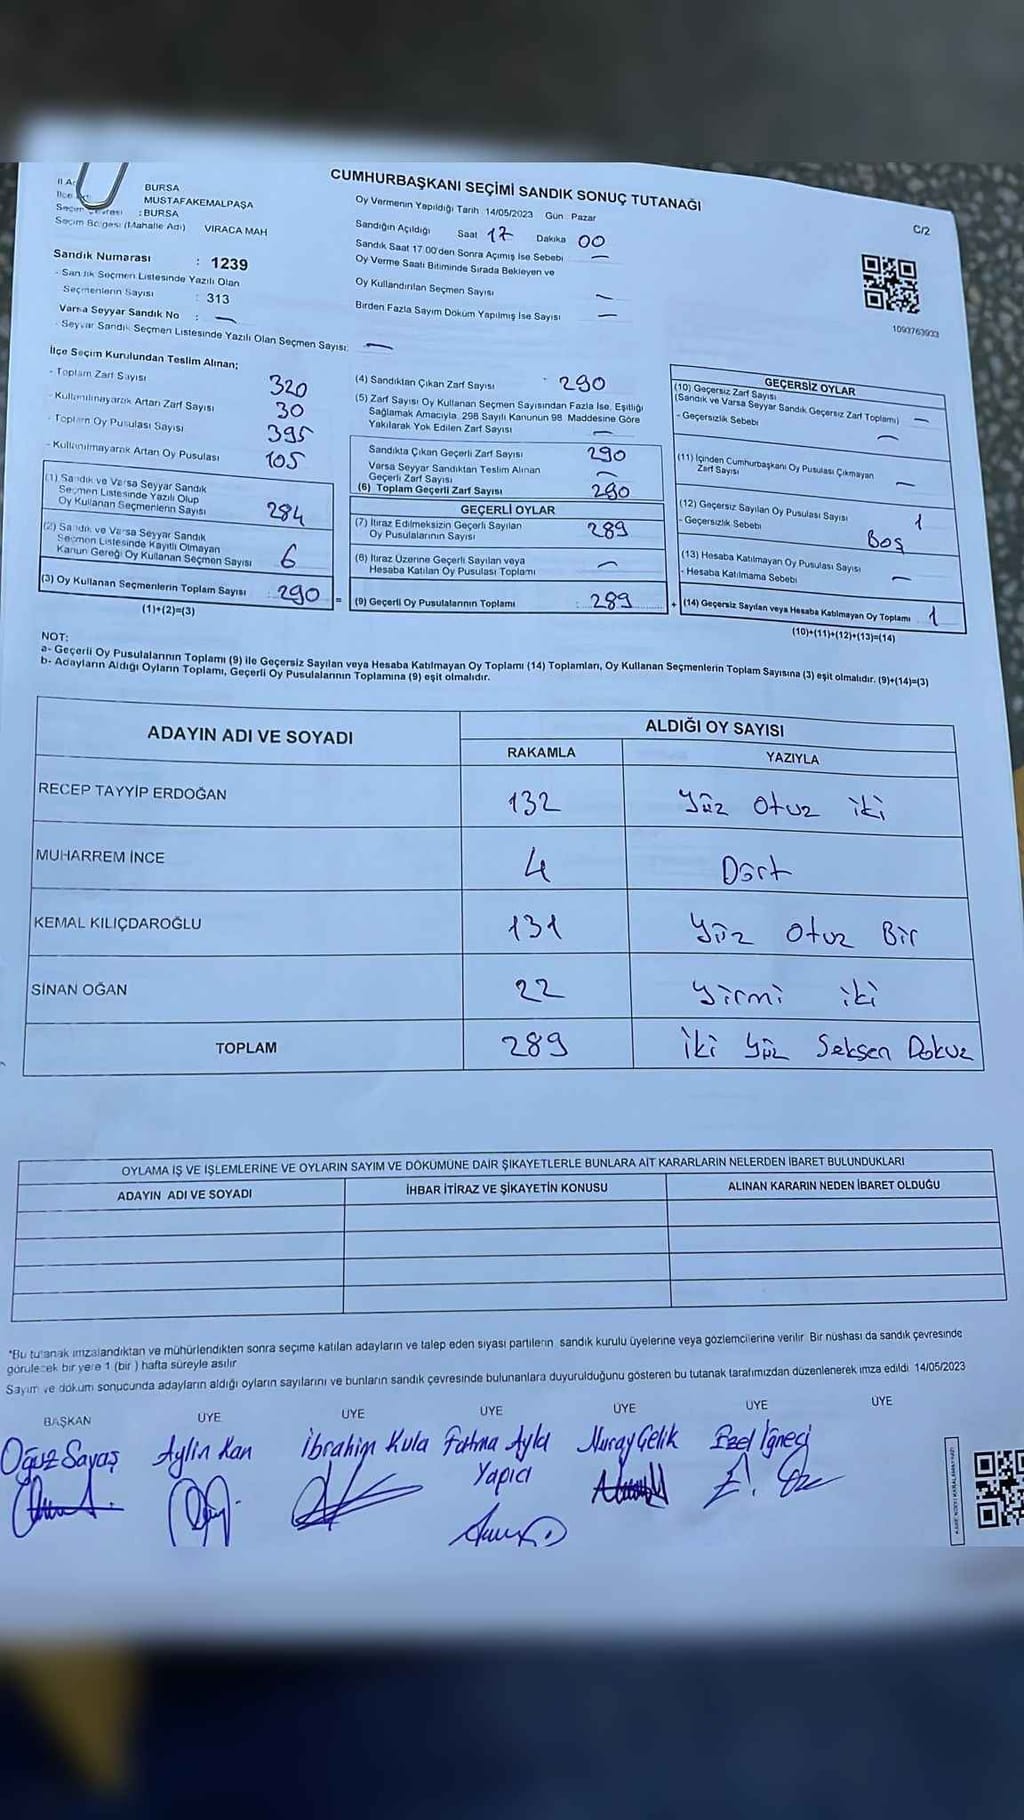 CUMHURBAŞKANI SEÇİMİ SANDIK SONUÇ TUTANAĞI
C/2
BURSA
MUSTAFAKEMALPAŞA
: BURSA
Seçim Bölgesi (Mahalle Adı) VIRACA MAH
Oy Vermenin Yapıldığı Tarih 14/05/2023 Gün Pazar
Sandığın Açıldığı Saat 17 Dakika 00
Sandık Saat 17 00'den Sonra Açımış İse Sebebi —
Oy Verme Saati Bitiminde Sırada Bekleyen ve
Oy Kullandırılan Seçmen Sayısı —
Birden Fazla Sayım Döküm Yapılmış İse Sayısı —
1093763933
Sandık Numarası : 1239
- Sandık Seçmen Listesinde Yazılı Olan
Seçmenlerin Sayısı : 313
Varsa Seyyar Sandık No : —
- Seyyar Sandık Seçmen Listesinde Yazılı Olan Seçmen Sayısı: —
İlçe Seçim Kurulundan Teslim Alınan;
- Toplam Zarf Sayısı 320
- Kullanılmayarak Artan Zarf Sayısı 30
- Toplam Oy Pusulası Sayısı 395
- Kullanılmayarak Artan Oy Pusulası 105
(1) Sandık ve Varsa Seyyar Sandık
Seçmen Listesinde Yazılı Olup
Oy Kullanan Seçmenlerin Sayısı 284
(2) Sandık ve Varsa Seyyar Sandık
Seçmen Listesinde Kayıtlı Olmayan
Kanun Gereği Oy Kullanan Seçmen Sayısı 6
(3) Oy Kullanan Seçmenlerin Toplam Sayısı : 290 =
(1)+(2)=(3)
(4) Sandıktan Çıkan Zarf Sayısı 290
(5) Zarf Sayısı Oy Kullanan Seçmen Sayısından Fazla İse, Eşitliği
Sağlamak Amacıyla, 298 Sayılı Kanunun 98 Maddesine Göre
Yakılarak Yok Edilen Zarf Sayısı —
Sandıkta Çıkan Geçerli Zarf Sayısı 290
Varsa Seyyar Sandıktan Teslim Alınan
Geçerli Zarf Sayısı —
(6) Toplam Geçerli Zarf Sayısı 290
GEÇERLİ OYLAR
(7) İtiraz Edilmeksizin Geçerli Sayılan
Oy Pusulalarının Sayısı 289
(8) İtiraz Üzerine Geçerli Sayılan veya
Hesaba Katılan Oy Pusulası Toplamı —
(9) Geçerli Oy Pusulalarının Toplamı : 289 +
GEÇERSİZ OYLAR
(10) Geçersiz Zarf Sayısı
(Sandık ve Varsa Seyyar Sandık Geçersiz Zarf Toplamı) —
- Geçersizlik Sebebi —
(11) İçinden Cumhurbaşkanı Oy Pusulası Çıkmayan
Zarf Sayısı —
(12) Geçersiz Sayılan Oy Pusulası Sayısı 1
- Geçersizlik Sebebi Boş
(13) Hesaba Katılmayan Oy Pusulası Sayısı —
- Hesaba Katılmama Sebebi
(14) Geçersiz Sayılan veya Hesaba Katılmayan Oy Toplamı 1
(10)+(11)+(12)+(13)=(14)
NOT:
a- Geçerli Oy Pusulalarının Toplamı (9) ile Geçersiz Sayılan veya Hesaba Katılmayan Oy Toplamı (14) Toplamları, Oy Kullanan Seçmenlerin Toplam Sayısına (3) eşit olmalıdır. (9)+(14)=(3)
b- Adayların Aldığı Oyların Toplamı, Geçerli Oy Pusulalarının Toplamına (9) eşit olmalıdır.
ADAYIN ADI VE SOYADI ALDIĞI OY SAYISI
RAKAMLA YAZIYLA
RECEP TAYYİP ERDOĞAN 132 Yüz Otuz iki
MUHARREM İNCE 4 Dört
KEMAL KILIÇDAROĞLU 131 Yüz Otuz Bir
SİNAN OĞAN 22 Yirmi iki
TOPLAM 289 İki Yüz Seksen Dokuz
OYLAMA İŞ VE İŞLEMLERİNE VE OYLARIN SAYIM VE DÖKÜMÜNE DAİR ŞİKAYETLERLE BUNLARA AİT KARARLARIN NELERDEN İBARET BULUNDUKLARI
ADAYIN ADI VE SOYADI İHBAR İTİRAZ VE ŞİKAYETİN KONUSU ALINAN KARARIN NEDEN İBARET OLDUĞU
*Bu tutanak imzalandıktan ve mühürlendikten sonra seçime katılan adayların ve talep eden siyasi partilerin sandık kurulu üyelerine veya gözlemcilerine verilir Bir nüshası da sandık çevresinde
görülecek bir yere 1 (bir ) hafta süreyle asılır
Sayım ve döküm sonucunda adayların aldığı oyların sayılarını ve bunların sandık çevresinde bulunanlara duyurulduğunu gösteren bu tutanak tarafımızdan düzenlenerek imza edildi 14/05/2023
BAŞKAN ÜYE ÜYE ÜYE ÜYE ÜYE ÜYE
Oğuz Savaş Aylin Kan İbrahim Kula Fatma Ayla Nuray Çelik
Yapıcı